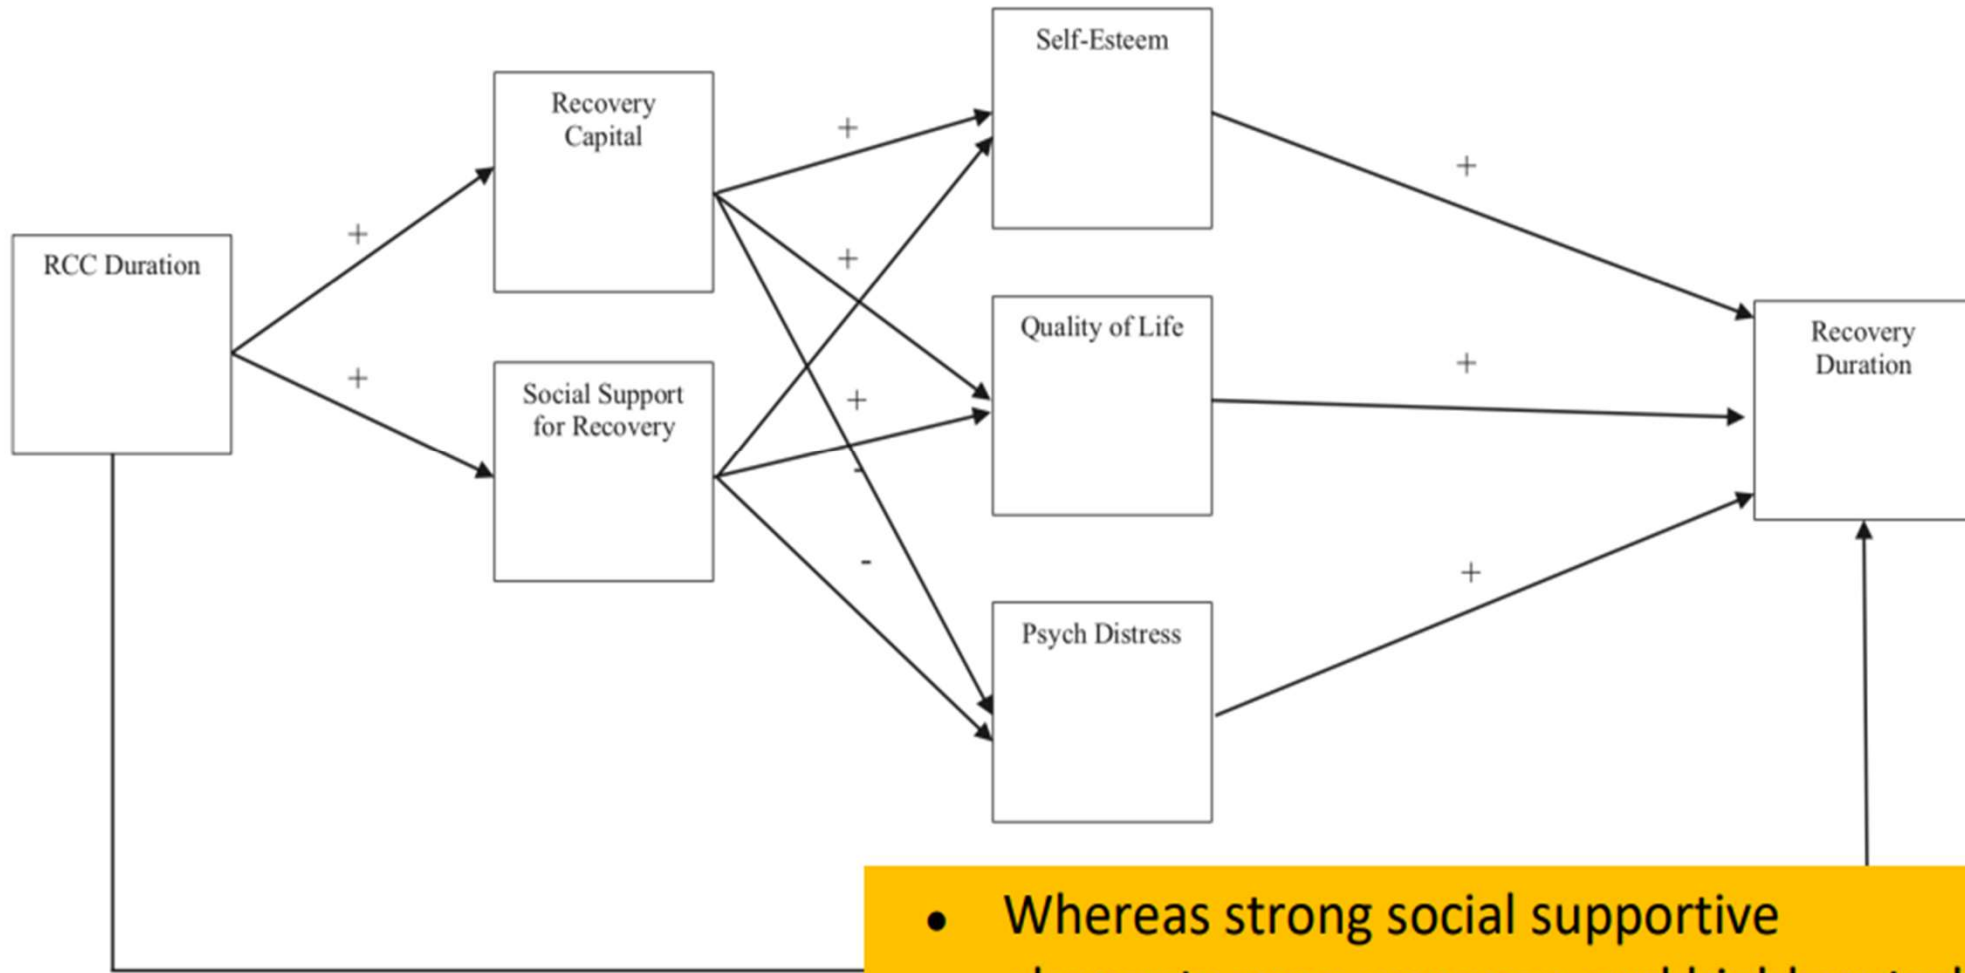 Self-Esteem
Recovery
Capital
+
+
RCC Duration
+
+
Quality of Life
Recovery
Duration
+
+
Social Support
for Recovery
+
-
-
+
Psych Distress
• Whereas strong social supportive